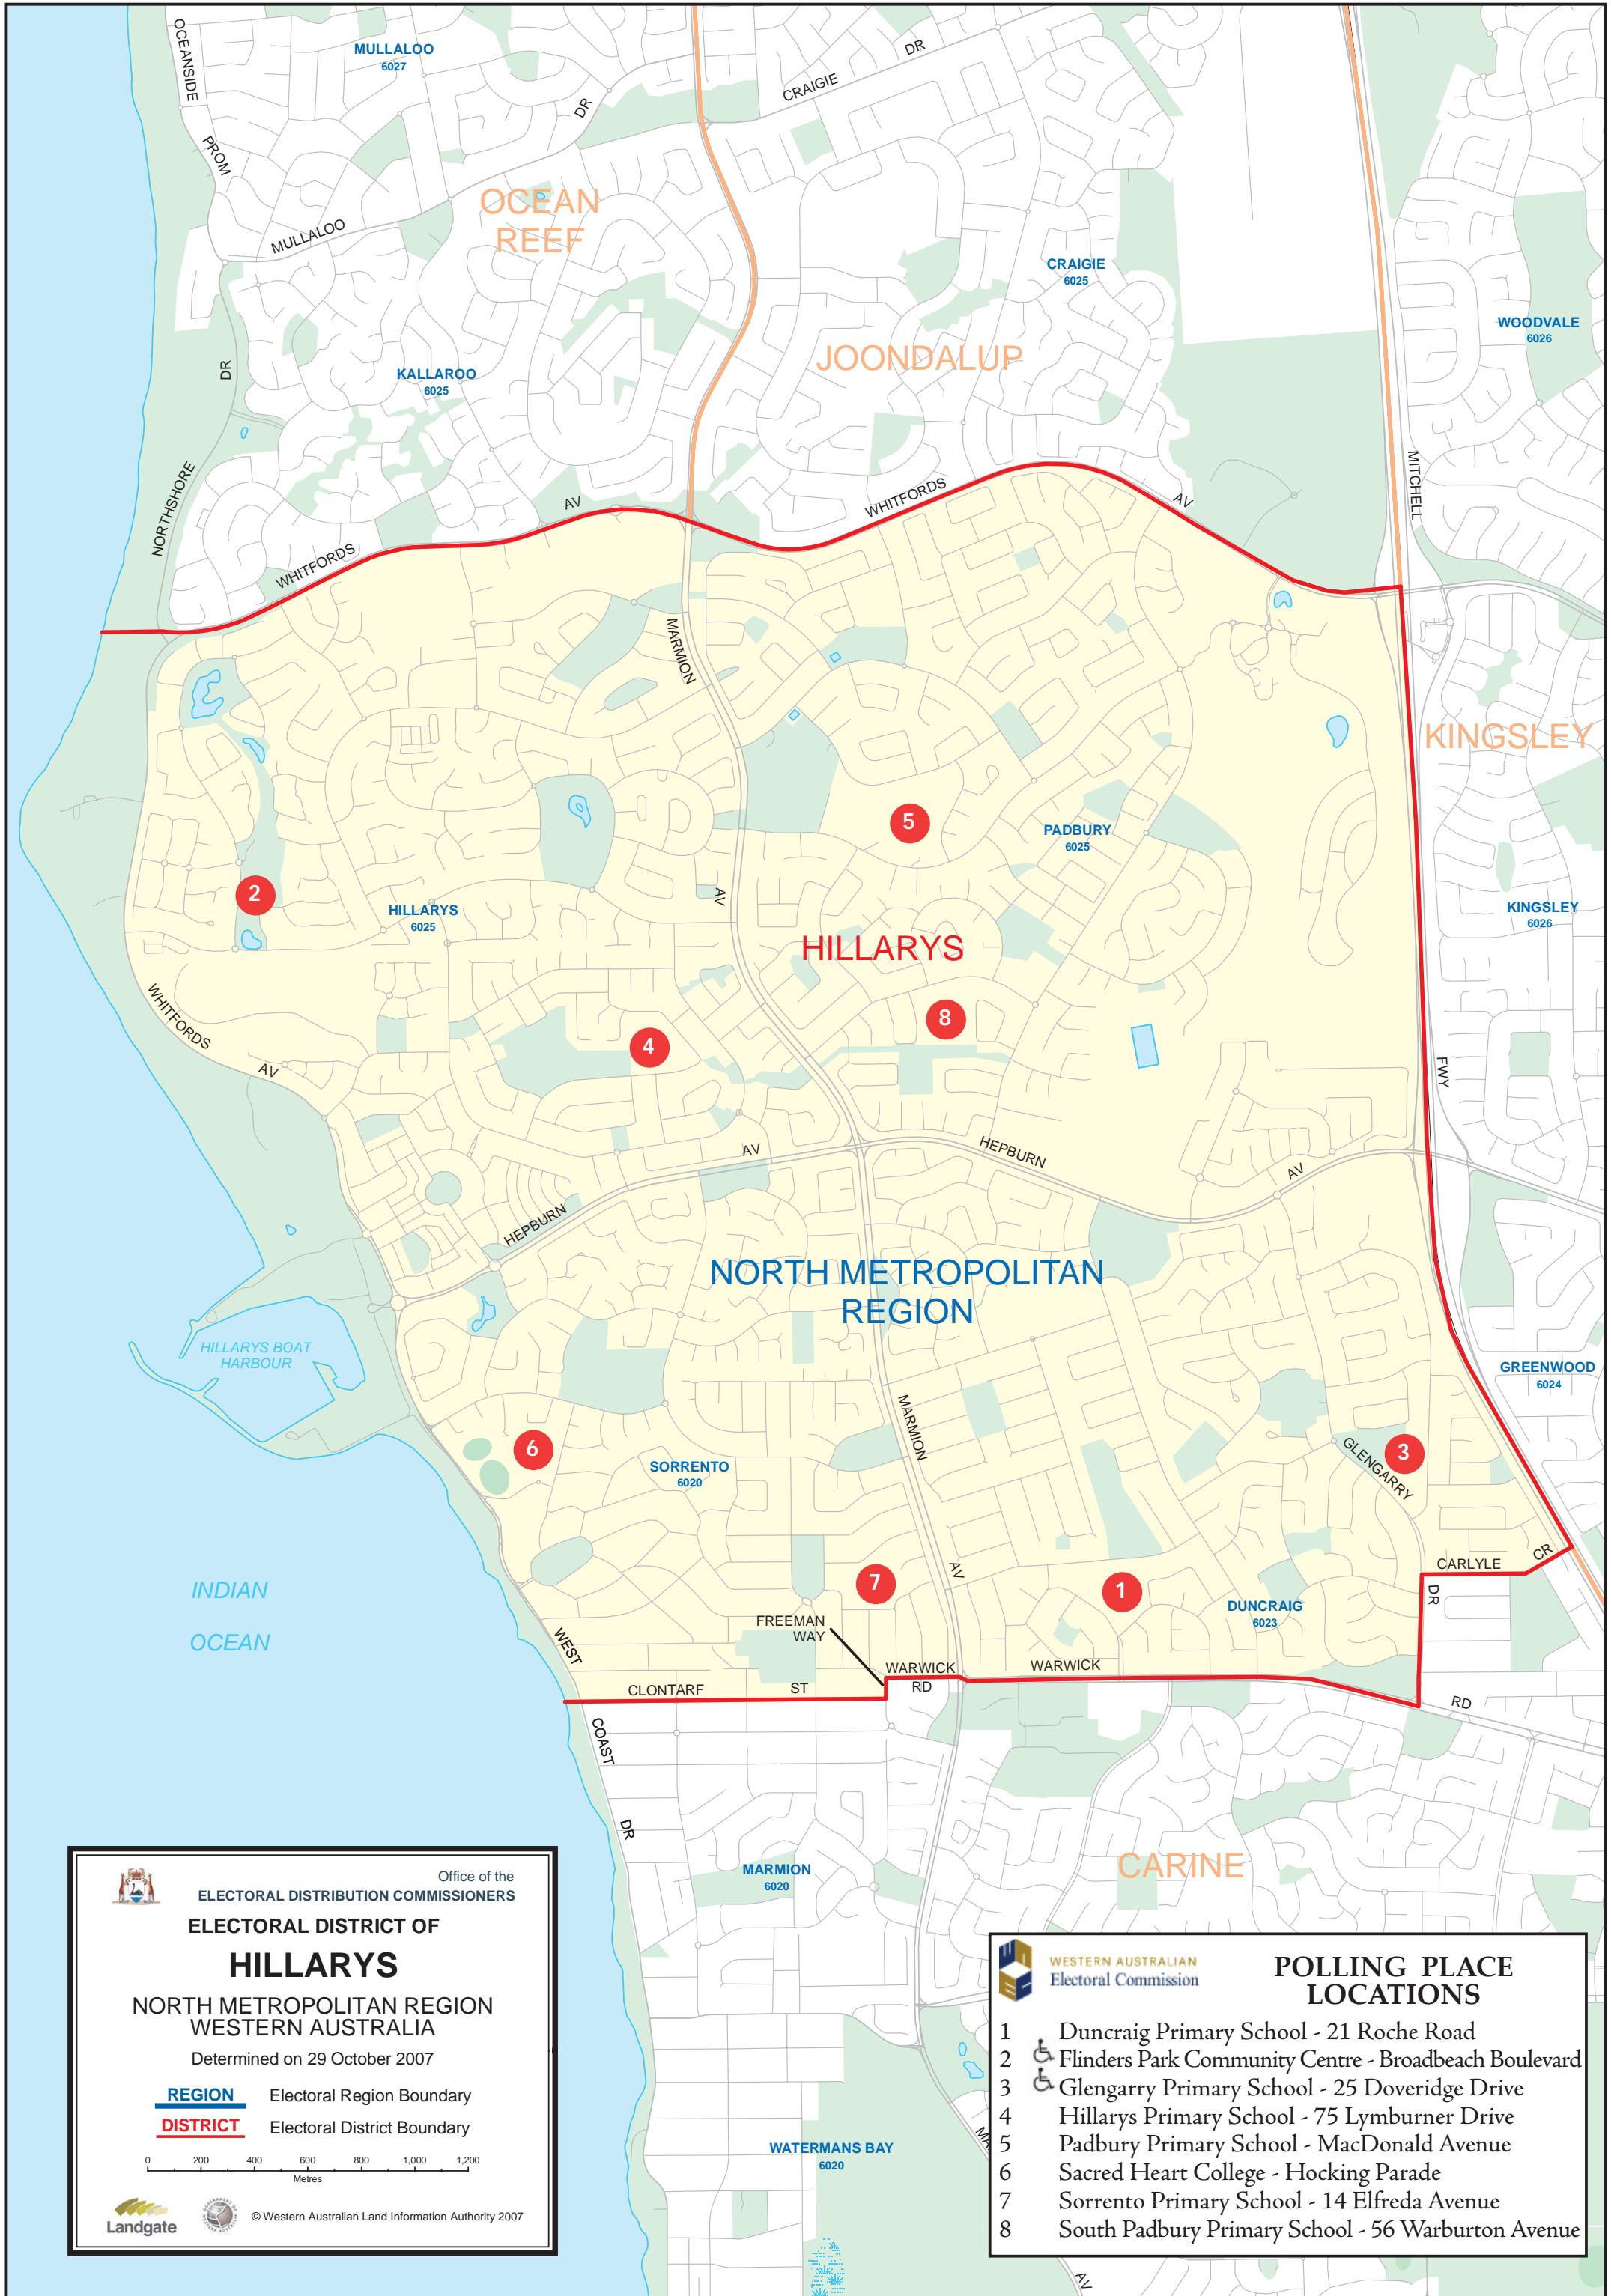 OCEANSIDE
PROM
MULLALOO
6027
DR
CRAIGIE
DR
OCEAN
REEF
MULLALOO
CRAIGIE
6025
WOODVALE
6026
JOONDALUP
DR
KALLAROO
6025
NORTHSHORE
WHITFORDS
AV
WHITFORDS
AV
MITCHELL
MARMION
KINGSLEY
5
PADBURY
6025
2
HILLARYS
6025
AV
HILLARYS
KINGSLEY
6026
WHITFORDS
AV
4
8
FWY
HEPBURN
AV
HEPBURN
AV
NORTH METROPOLITAN
REGION
HILLARYS BOAT
HARBOUR
GREENWOOD
6024
MARMION
6
SORRENTO
6020
GLENGARRY
3
INDIAN
OCEAN
7
AV
1
DUNCRAIG
6023
CARLYLE
CR
DR
FREEMAN
WAY
WEST
WARWICK
RD
WARWICK
CLONTARF
ST
RD
COAST
DR
MARMION
6020
CARINE
WATERMANS BAY
6020
MA
AV
Office of the
ELECTORAL DISTRIBUTION COMMISSIONERS
ELECTORAL DISTRICT OF
HILLARYS
NORTH METROPOLITAN REGION
WESTERN AUSTRALIA
Determined on 29 October 2007
REGION Electoral Region Boundary
DISTRICT Electoral District Boundary
0 200 400 600 800 1,000 1,200
Metres
Landgate
© Western Australian Land Information Authority 2007
WESTERN AUSTRALIAN
Electoral Commission
POLLING PLACE
LOCATIONS
1 Duncraig Primary School - 21 Roche Road
2 Flinders Park Community Centre - Broadbeach Boulevard
3 Glengarry Primary School - 25 Doveridge Drive
4 Hillarys Primary School - 75 Lymburner Drive
5 Padbury Primary School - MacDonald Avenue
6 Sacred Heart College - Hocking Parade
7 Sorrento Primary School - 14 Elfreda Avenue
8 South Padbury Primary School - 56 Warburton Avenue